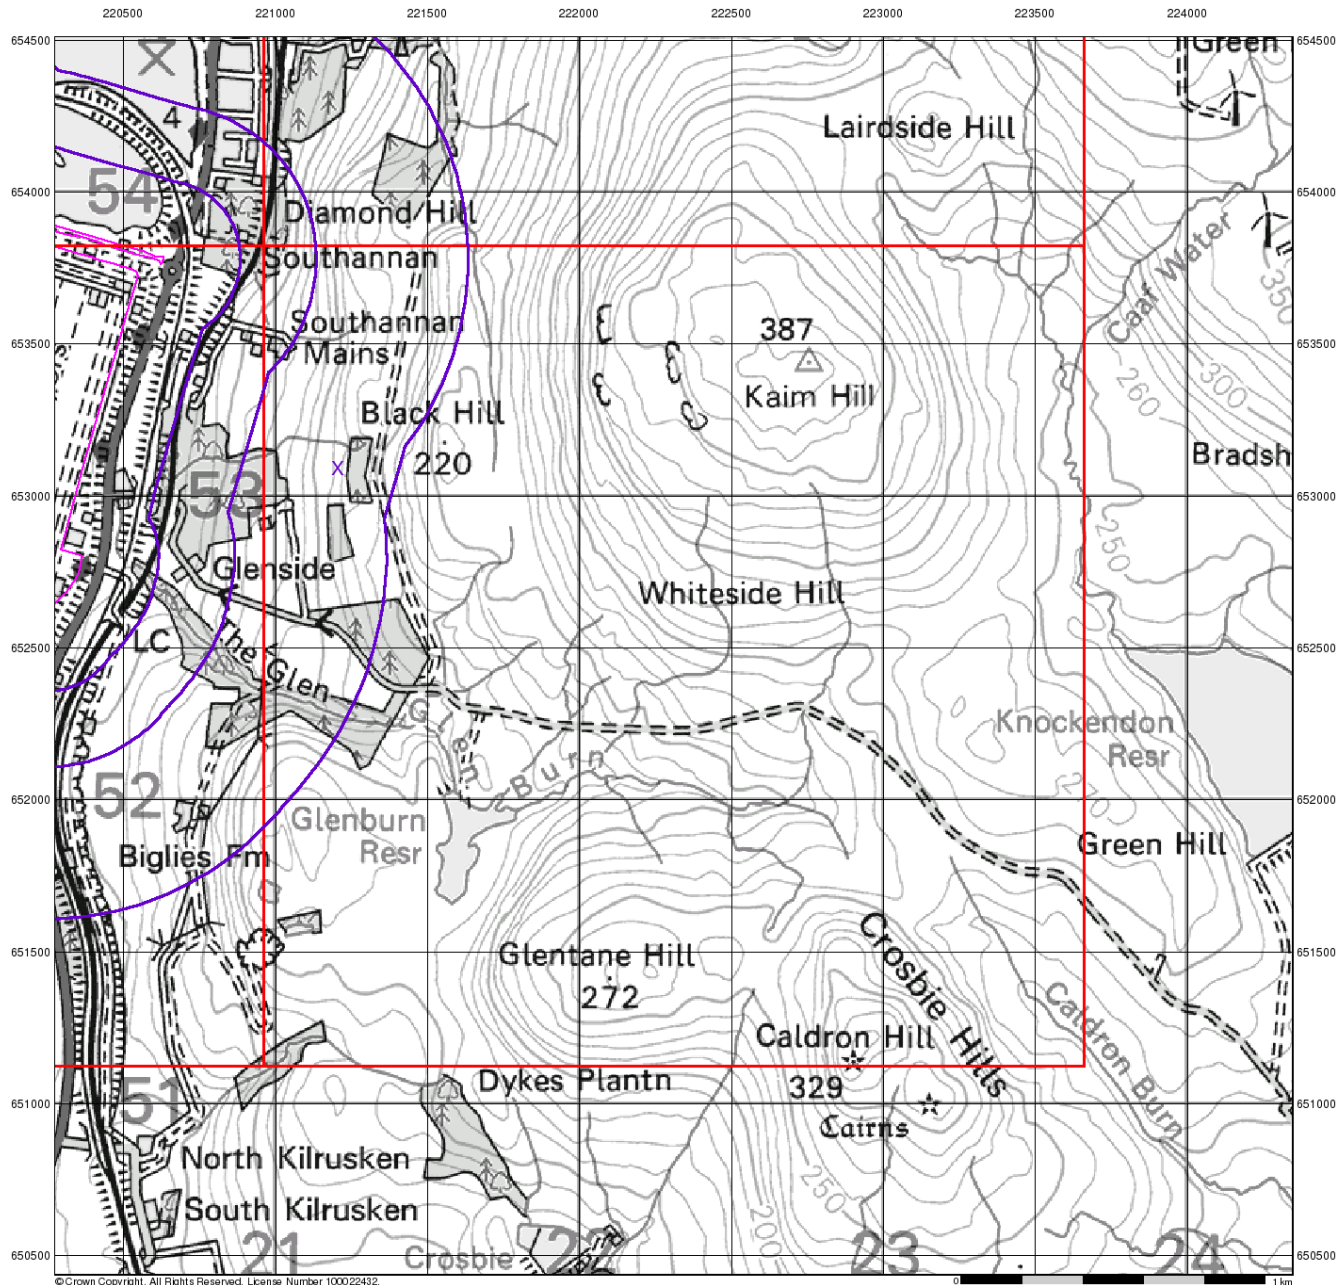 220500
221000
221500
222000
222500
223000
223500
224000
654500
654500
Green
4
Lairdside Hill
654000
54
654000
Diamond Hill
Southannan
Caaf Water
350
Southannan
Mains
387
653500
653500
Kaim Hill
300
260
Black Hill
220
Bradsh
653000
53
653000
250
Glenside
Whiteside Hill
LC
652500
The Glen
652500
Glen
Burn
Knockendon
Resr
52
652000
652000
Glenburn
Resr
Biglies Fm
Green Hill
651500
651500
Glentane Hill
272
Crosbie Hills
Caldron Hill
Caldron Burn
329
Dykes Plantn
651000
51
651000
Cairns
North Kilrusken
250
South Kilrusken
200
650500
21
Crosbie
22
23
24
650500
© Crown Copyright. All Rights Reserved. License Number 100022432.
0
1 km